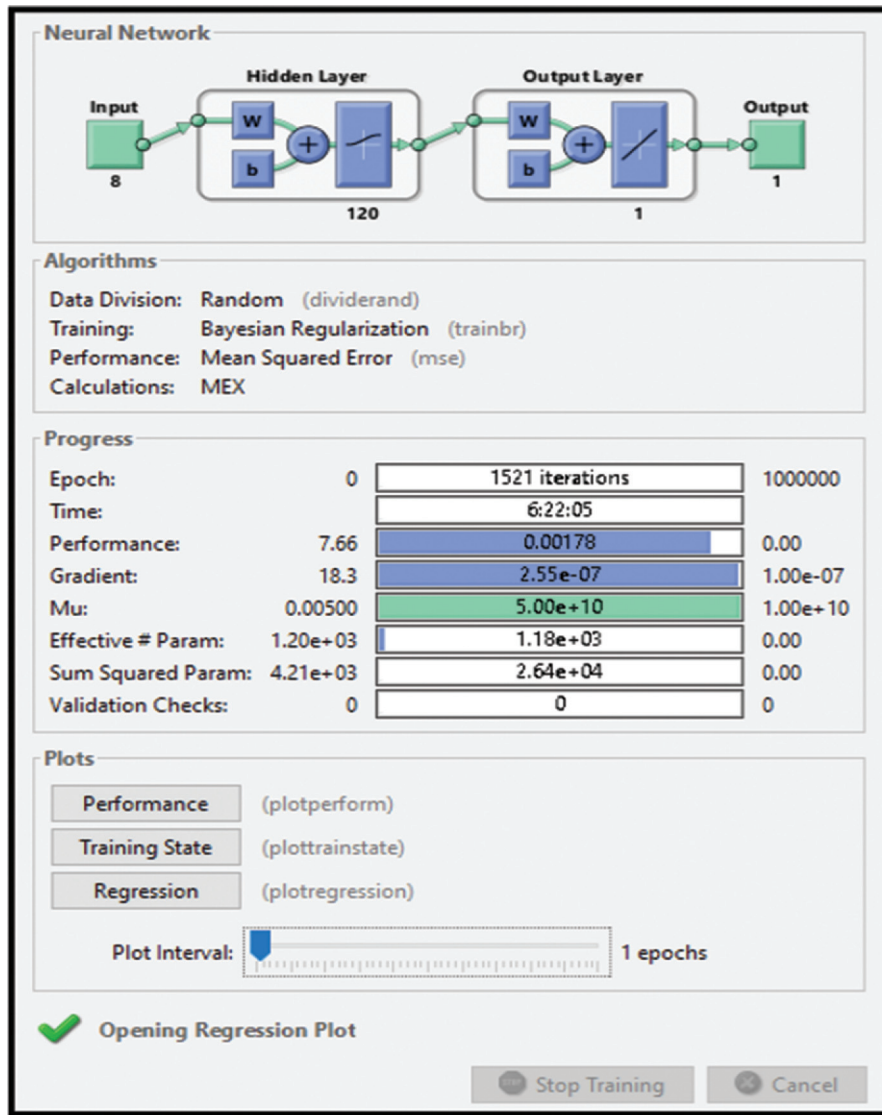 Neural Network
Hidden Layer Output Layer
Input Output
W W
+ +
b b
8 1
120 1
Algorithms
Data Division: Random (dividerand)
Training: Bayesian Regularization (trainbr)
Performance: Mean Squared Error (mse)
Calculations: MEX
Progress
Epoch: 0 1521 iterations 1000000
Time: 6:22:05
Performance: 7.66 0.00178 0.00
Gradient: 18.3 2.55e-07 1.00e-07
Mu: 0.00500 5.00e+10 1.00e+10
Effective # Param: 1.20e+03 1.18e+03 0.00
Sum Squared Param: 4.21e+03 2.64e+04 0.00
Validation Checks: 0 0 0
Plots
Performance (plotperform)
Training State (plottrainstate)
Regression (plotregression)
Plot Interval: 1 epochs
Opening Regression Plot
STOP Stop Training Cancel